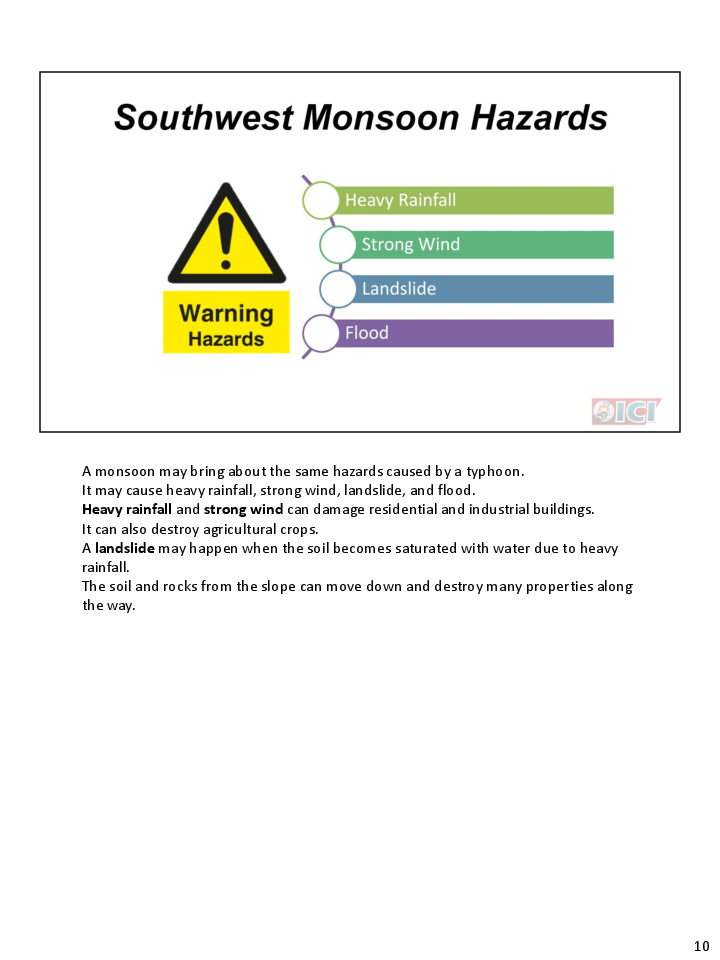 Southwest Monsoon Hazards
Heavy Rainfall
Strong Wind
Landslide
Flood
Warning
Hazards
ICI
A monsoon may bring about the same hazards caused by a typhoon.
It may cause heavy rainfall, strong wind, landslide, and flood.
Heavy rainfall and strong wind can damage residential and industrial buildings.
It can also destroy agricultural crops.
A landslide may happen when the soil becomes saturated with water due to heavy
rainfall.
The soil and rocks from the slope can move down and destroy many properties along
the way.
10